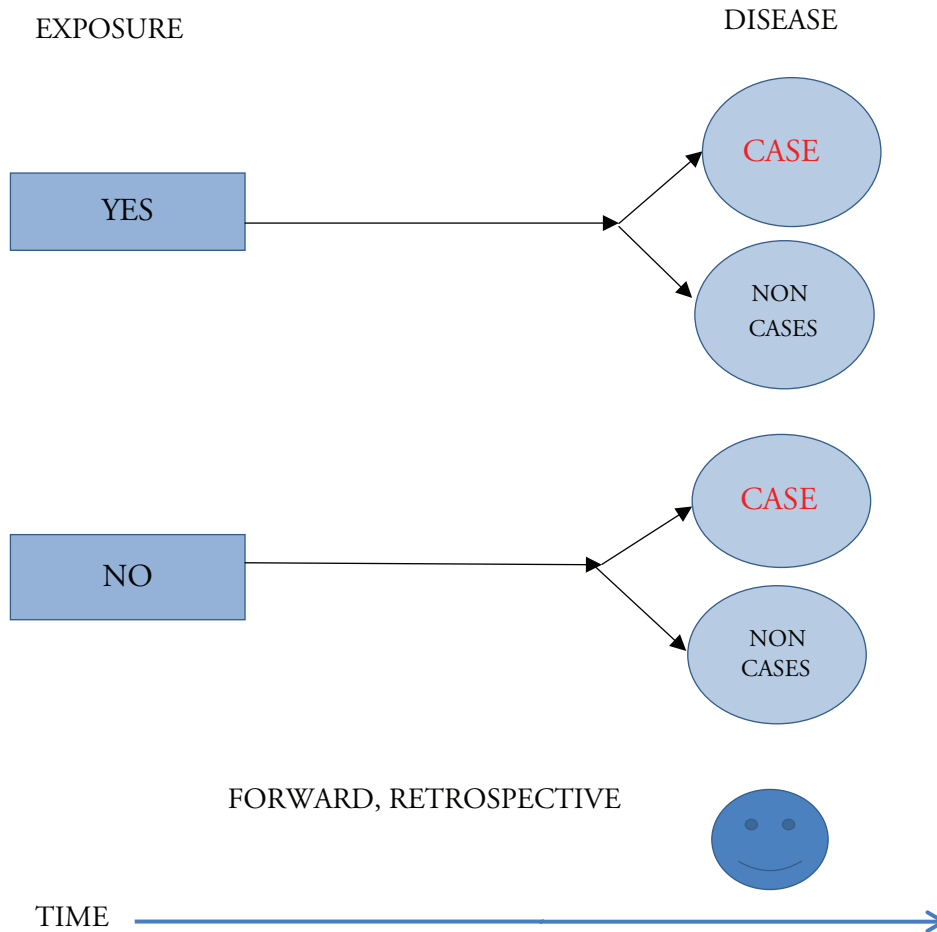 EXPOSURE
DISEASE
CASE
YES
NON
CASES
CASE
NO
NON
CASES
FORWARD, RETROSPECTIVE
TIME